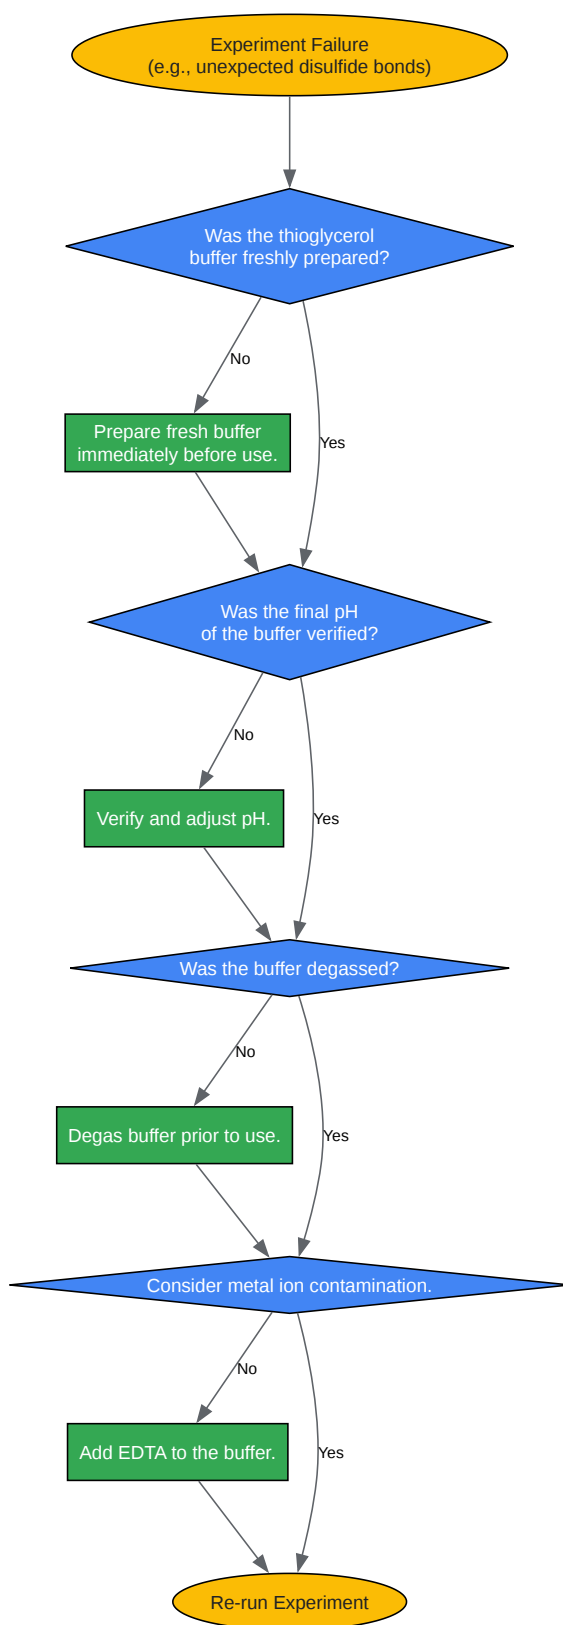 Experiment Failure
(e.g., unexpected disulfide bonds)
Was the thioglycerol
buffer freshly prepared?
No
Prepare fresh buffer
immediately before use.
Yes
Was the final pH
of the buffer verified?
No
Verify and adjust pH.
Yes
Was the buffer degassed?
No
Degas buffer prior to use.
Yes
Consider metal ion contamination.
No
Add EDTA to the buffer.
Yes
Re-run Experiment